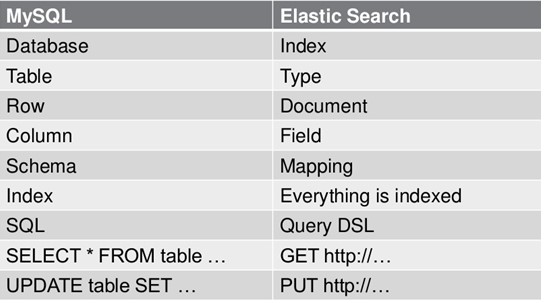 MySQL Elastic Search
Database Index
Table Type
Row Document
Column Field
Schema Mapping
Index Everything is indexed
SQL Query DSL
SELECT * FROM table … GET http://…
UPDATE table SET … PUT http://…